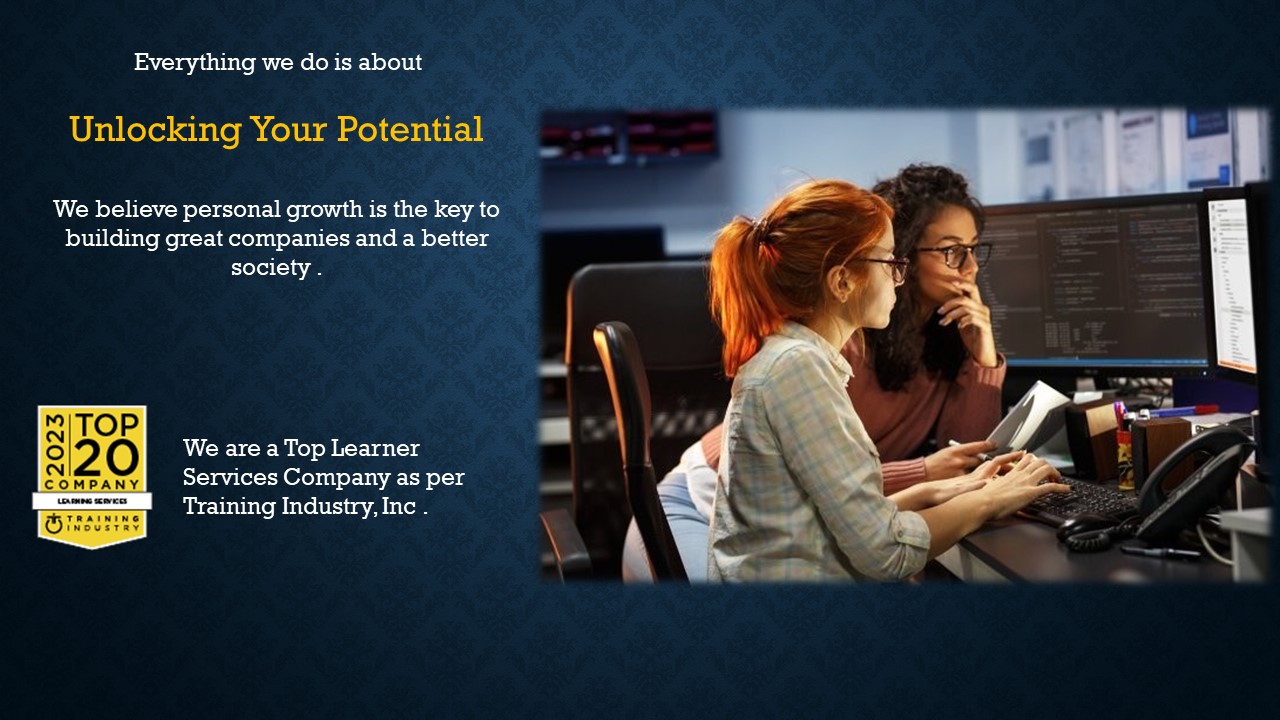 Everything we do is about
Unlocking Your Potential
We believe personal growth is the key to
building great companies and a better
society .
2023
TOP
20
COMPANY
LEARNING SERVICES
TRAINING
INDUSTRY
We are a Top Learner
Services Company as per
Training Industry, Inc .